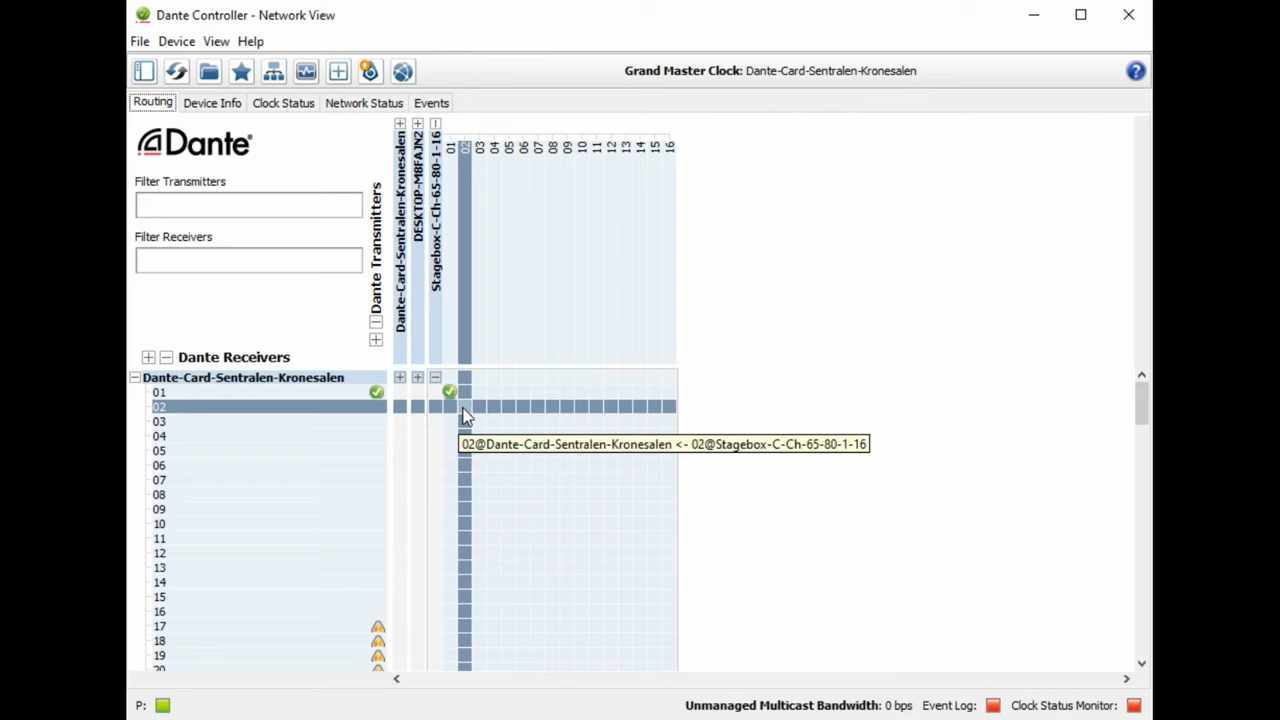 Dante Controller - Network View
File Device View Help
Grand Master Clock: Dante-Card-Sentralen-Kronesalen
?
Routing Device Info Clock Status Network Status Events
Dante®
Filter Transmitters
Filter Receivers
Dante Transmitters
Dante-Card-Sentralen-Kronesalen
DESKTOP-M8FAJN2
Stagebox-C-Ch-65-80-1-16
01 02 03 04 05 06 07 08 09 10 11 12 13 14 15 16
Dante Receivers
Dante-Card-Sentralen-Kronesalen
01
02
03
04
02@Dante-Card-Sentralen-Kronesalen <- 02@Stagebox-C-Ch-65-80-1-16
05
06
07
08
09
10
11
12
13
14
15
16
17
18
19
20
P:
Unmanaged Multicast Bandwidth: 0 bps Event Log: Clock Status Monitor: